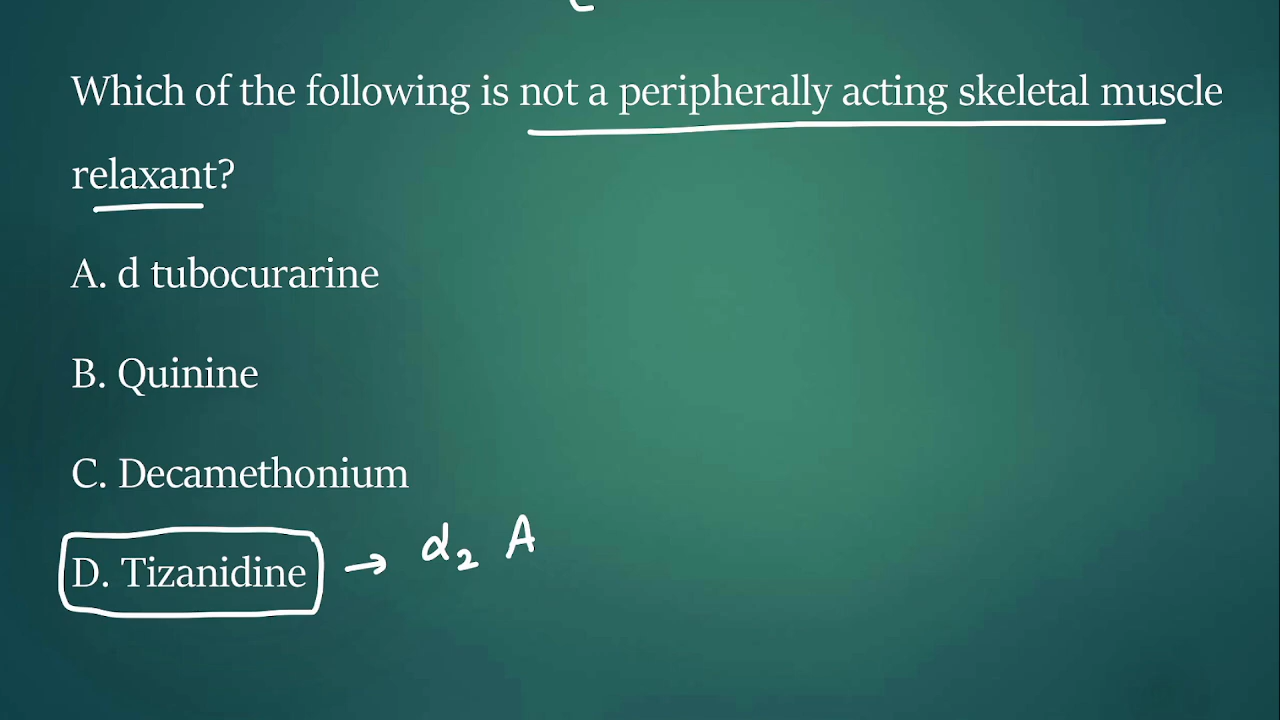 Which of the following is not a peripherally acting skeletal muscle
relaxant?
A. d tubocurarine
B. Quinine
C. Decamethonium
D. Tizanidine → α₂ A